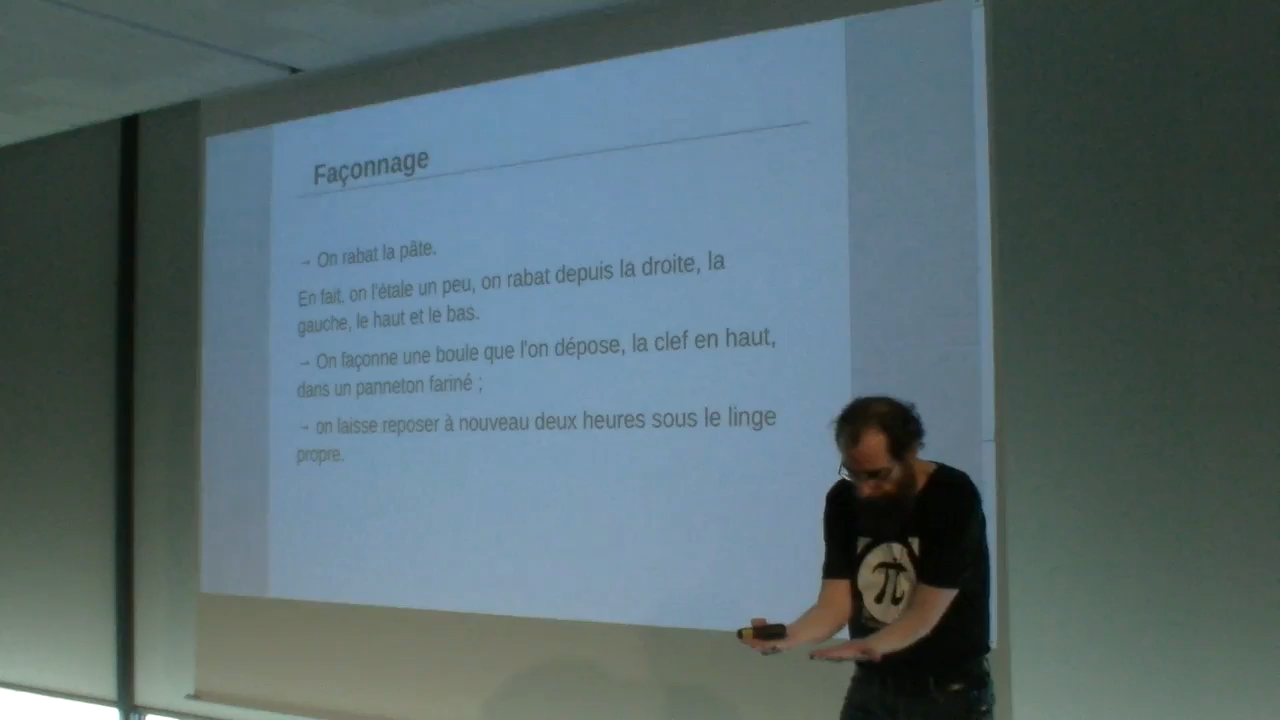 Façonnage
→ On rabat la pâte.
En fait. on l'étale un peu, on rabat depuis la droite, la
gauche, le haut et le bas.
→ On façonne une boule que l'on dépose, la clef en haut,
dans un panneton fariné ;
→ on laisse reposer à nouveau deux heures sous le linge
propre.
π